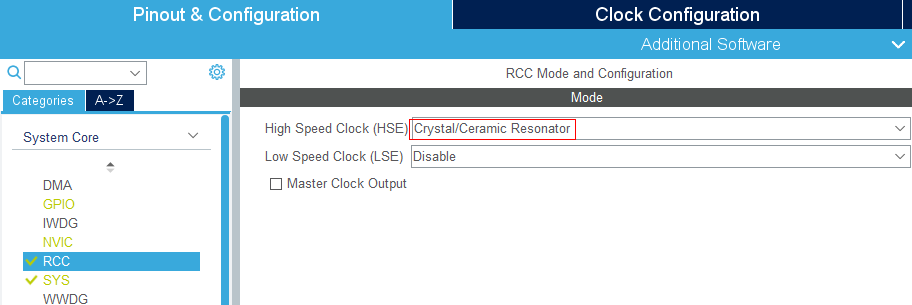 Pinout & Configuration
Clock Configuration
Additional Software
Categories
A->Z
System Core
DMA
GPIO
IWDG
NVIC
RCC
SYS
WWDG
RCC Mode and Configuration
Mode
High Speed Clock (HSE) Crystal/Ceramic Resonator
Low Speed Clock (LSE) Disable
Master Clock Output